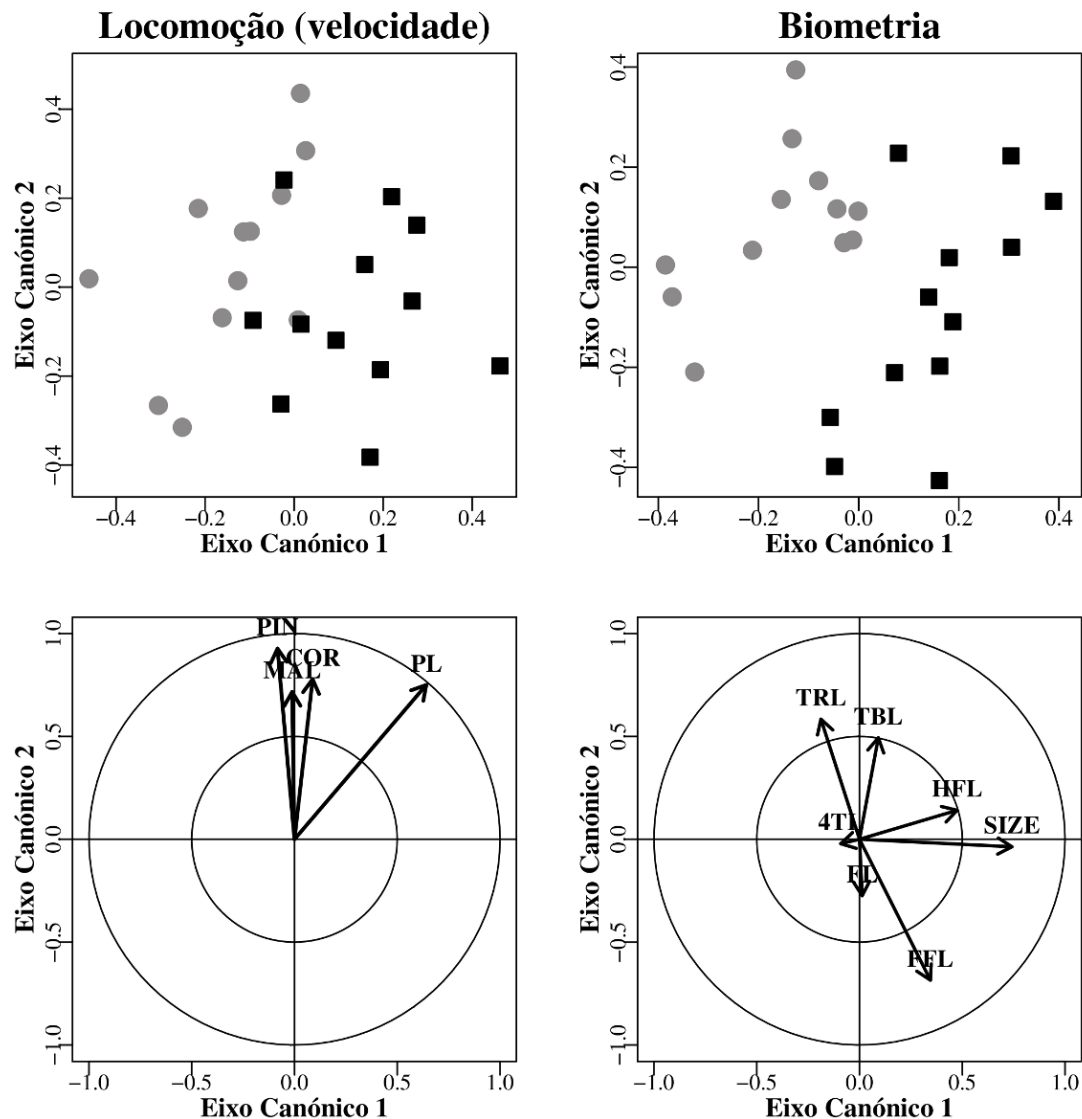 Locomoção (velocidade)
Biometria
Eixo Canónico 2
0.4
0.2
0.0
−0.2
−0.4
−0.4 −0.2 0.0 0.2 0.4
Eixo Canónico 1
Eixo Canónico 2
0.4
0.2
0.0
−0.2
−0.4
−0.4 −0.2 0.0 0.2 0.4
Eixo Canónico 1
Eixo Canónico 2
1.0
0.5
0.0
−0.5
−1.0
PIN
COR
MAL
PL
−1.0 −0.5 0.0 0.5 1.0
Eixo Canónico 1
Eixo Canónico 2
1.0
0.5
0.0
−0.5
−1.0
TRL
TBL
HFL
4TL
SIZE
FL
FFL
−1.0 −0.5 0.0 0.5 1.0
Eixo Canónico 1